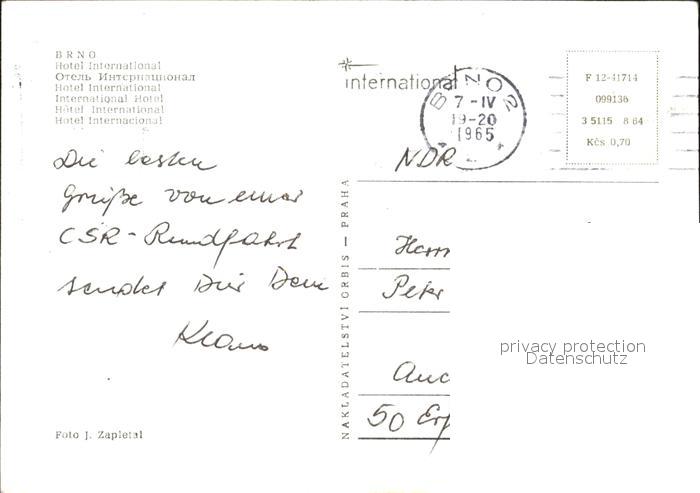 BRNO
Hotel International
Отель Интернационал
Hotel International
International Hotel
Hôtel International
Hotel Internacional
international
BRNO 2
7 -IV
19-20
1965
F 12-41714
099136
3 5115 8 64
Kčs 0,70
Die besten
Grüße von einer
CSR-Rundfahrt
sendet Dir Dein
Klaus
NAKLADATELSTVÍ ORBIS — PRAHA
NDR
Herrn
Peter
50 Erf
privacy protection
Datenschutz
Foto J. Zapletal